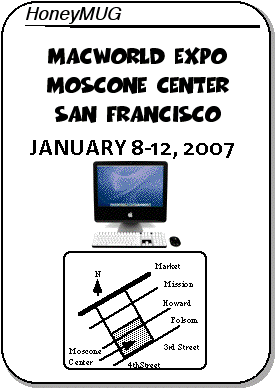 HoneyMUG
MACWORLD EXPO
MOSCONE CENTER
SAN FRANCISCO
JANUARY 8-12, 2007
Market
N
Mission
Howard
Folsom
3rd Street
Moscone
Center
4thStreet